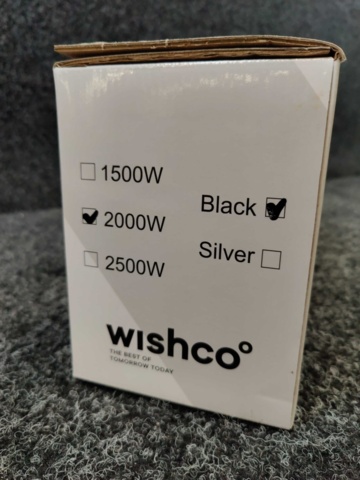 1500W
2000W
2500W
Black
Silver
wishco°
THE BEST OF
TOMORROW TODAY